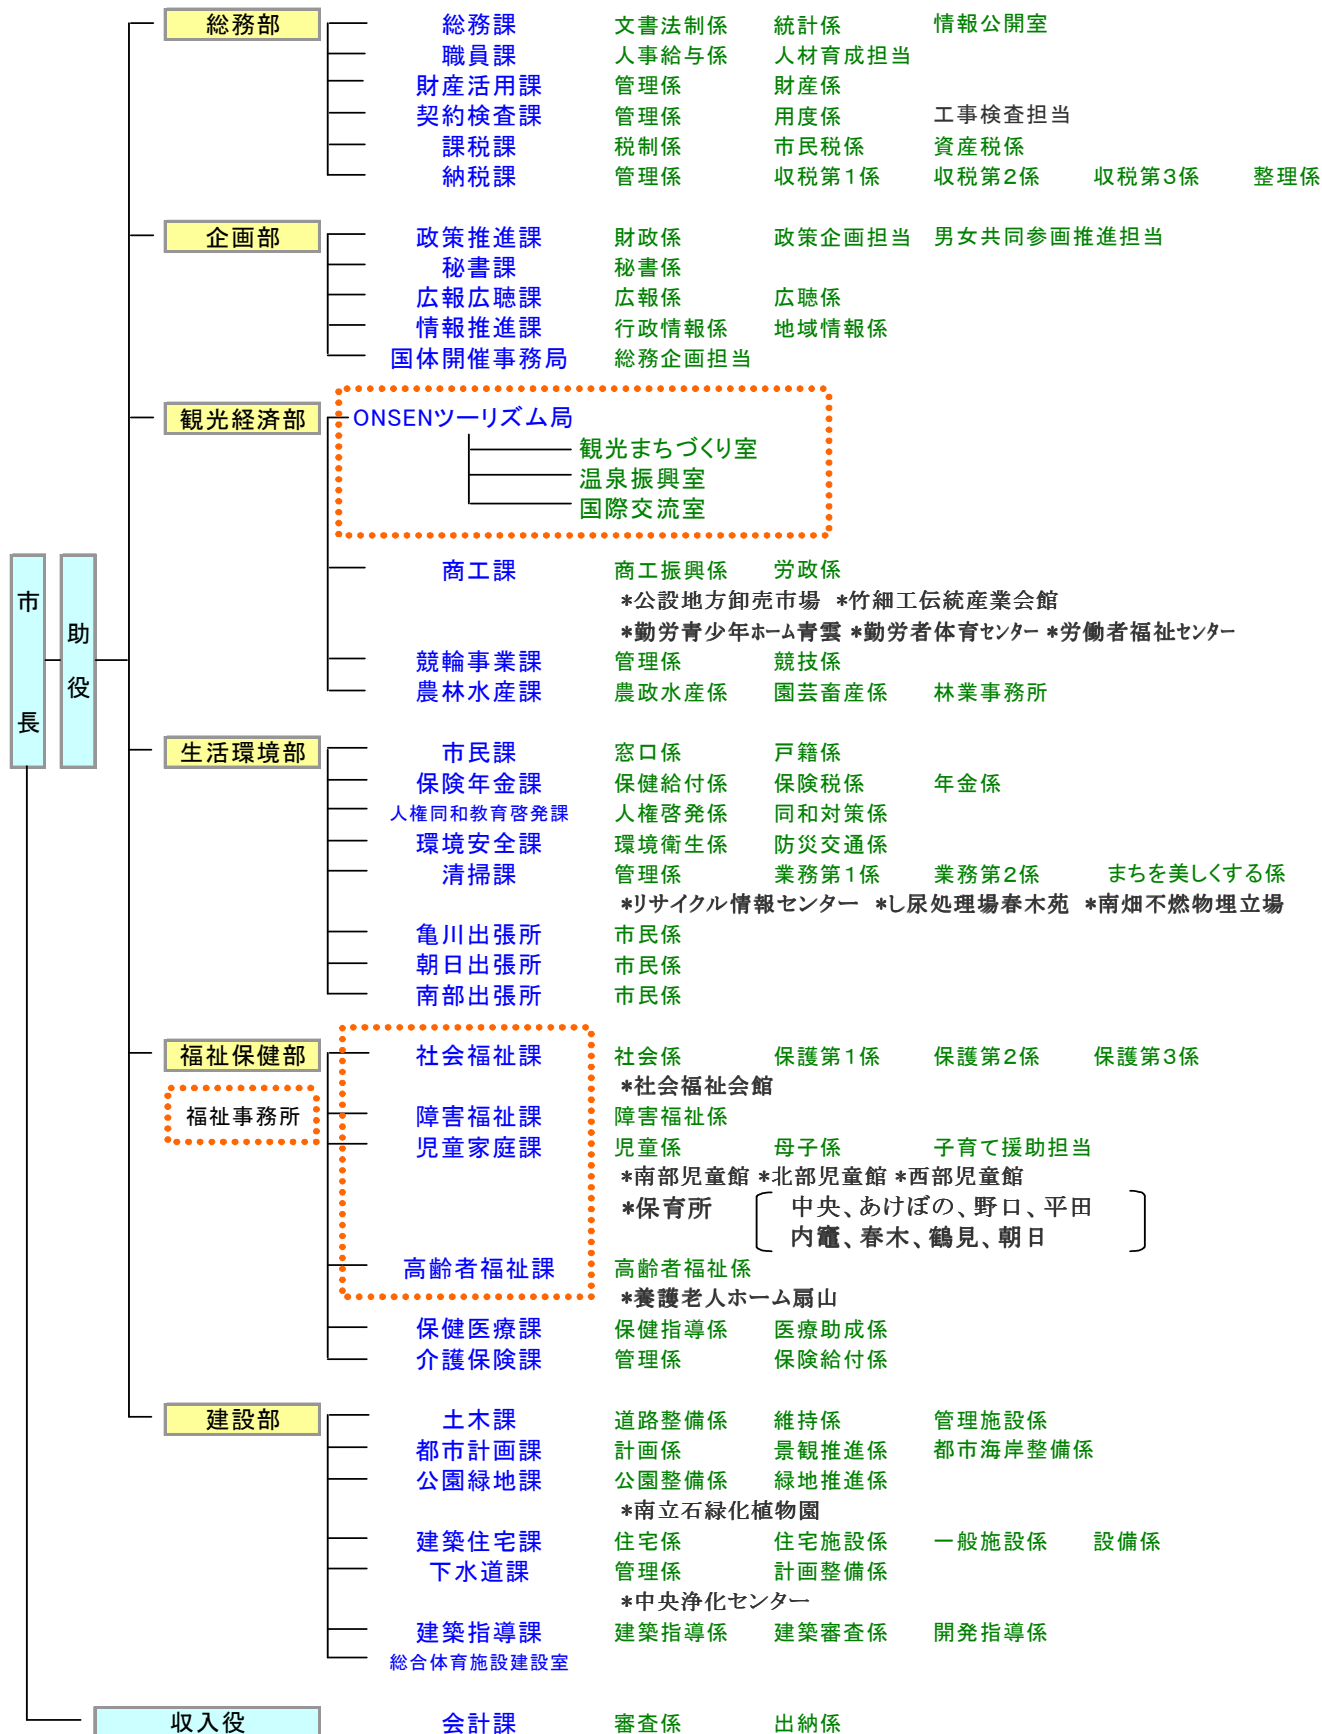 総務部 総務課 文書法制係 統計係 情報公開室
職員課 人事給与係 人材育成担当
財産活用課 管理係 財産係
契約検査課 管理係 用度係 工事検査担当
課税課 税制係 市民税係 資産税係
納税課 管理係 収税第1係 収税第2係 収税第3係 整理係
企画部 政策推進課 財政係 政策企画担当 男女共同参画推進担当
秘書課 秘書係
広報広聴課 広報係 広聴係
情報推進課 行政情報係 地域情報係
国体開催事務局 総務企画担当
観光経済部 ONSENツーリズム局
観光まちづくり室
温泉振興室
国際交流室
市長
助役
商工課 商工振興係 労政係
*公設地方卸売市場 *竹細工伝統産業会館
*勤労青少年ホーム青雲 *勤労者体育センター *労働者福祉センター
競輪事業課 管理係 競技係
農林水産課 農政水産係 園芸畜産係 林業事務所
生活環境部 市民課 窓口係 戸籍係
保険年金課 保健給付係 保険税係 年金係
人権同和教育啓発課 人権啓発係 同和対策係
環境安全課 環境衛生係 防災交通係
清掃課 管理係 業務第1係 業務第2係 まちを美しくする係
*リサイクル情報センター *し尿処理場春木苑 *南畑不燃物埋立場
亀川出張所 市民係
朝日出張所 市民係
南部出張所 市民係
福祉保健部 社会福祉課 社会係 保護第1係 保護第2係 保護第3係
*社会福祉会館
福祉事務所 障害福祉課 障害福祉係
児童家庭課 児童係 母子係 子育て援助担当
*南部児童館 *北部児童館 *西部児童館
*保育所 中央、あけぼの、野口、平田
内竈、春木、鶴見、朝日
高齢者福祉課 高齢者福祉係
*養護老人ホーム扇山
保健医療課 保健指導係 医療助成係
介護保険課 管理係 保険給付係
建設部 土木課 道路整備係 維持係 管理施設係
都市計画課 計画係 景観推進係 都市海岸整備係
公園緑地課 公園整備係 緑地推進係
*南立石緑化植物園
建築住宅課 住宅係 住宅施設係 一般施設係 設備係
下水道課 管理係 計画整備係
*中央浄化センター
建築指導課 建築指導係 建築審査係 開発指導係
総合体育施設建設室
収入役 会計課 審査係 出納係